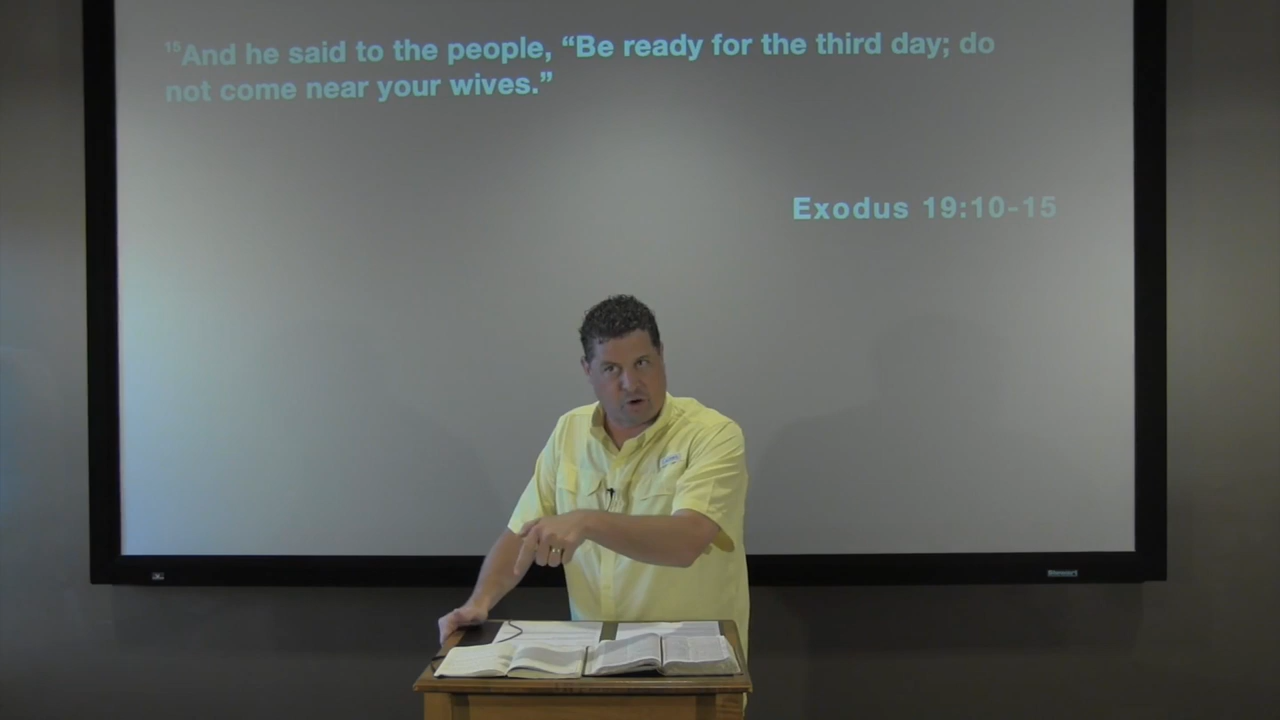 ¹⁵And he said to the people, “Be ready for the third day; do
not come near your wives.”
Exodus 19:10-15
Stewart